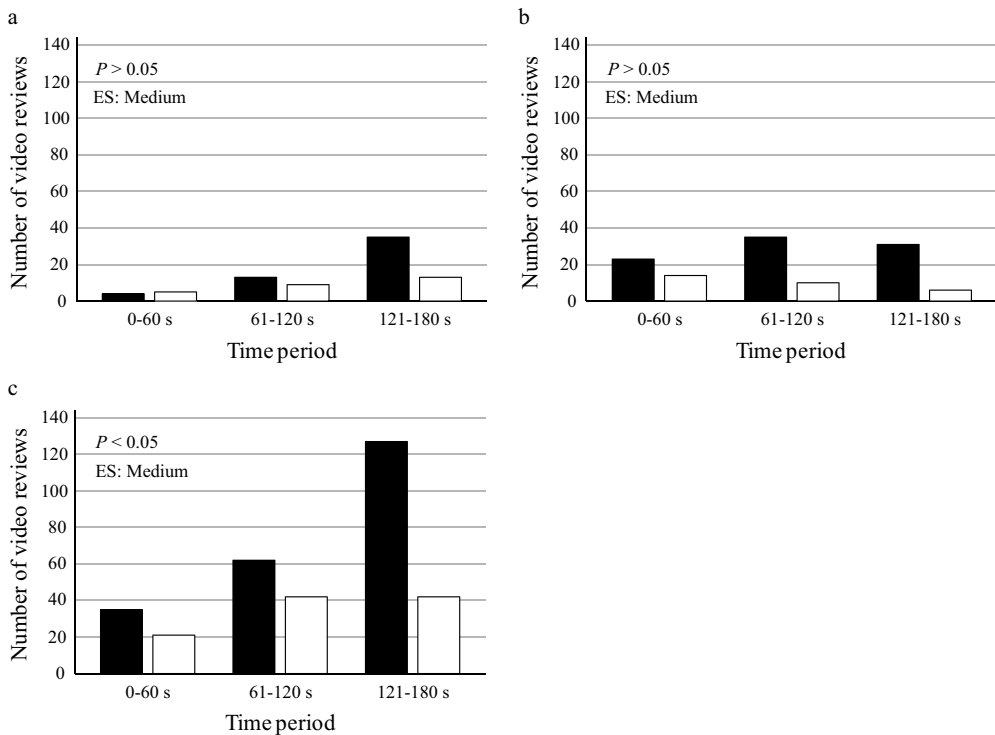 a
Number of video reviews
140
120
100
80
60
40
20
0
P > 0.05
ES: Medium
0-60 s
61-120 s
121-180 s
Time period
b
Number of video reviews
140
120
100
80
60
40
20
0
P > 0.05
ES: Medium
0-60 s
61-120 s
121-180 s
Time period
c
Number of video reviews
140
120
100
80
60
40
20
0
P < 0.05
ES: Medium
0-60 s
61-120 s
121-180 s
Time period